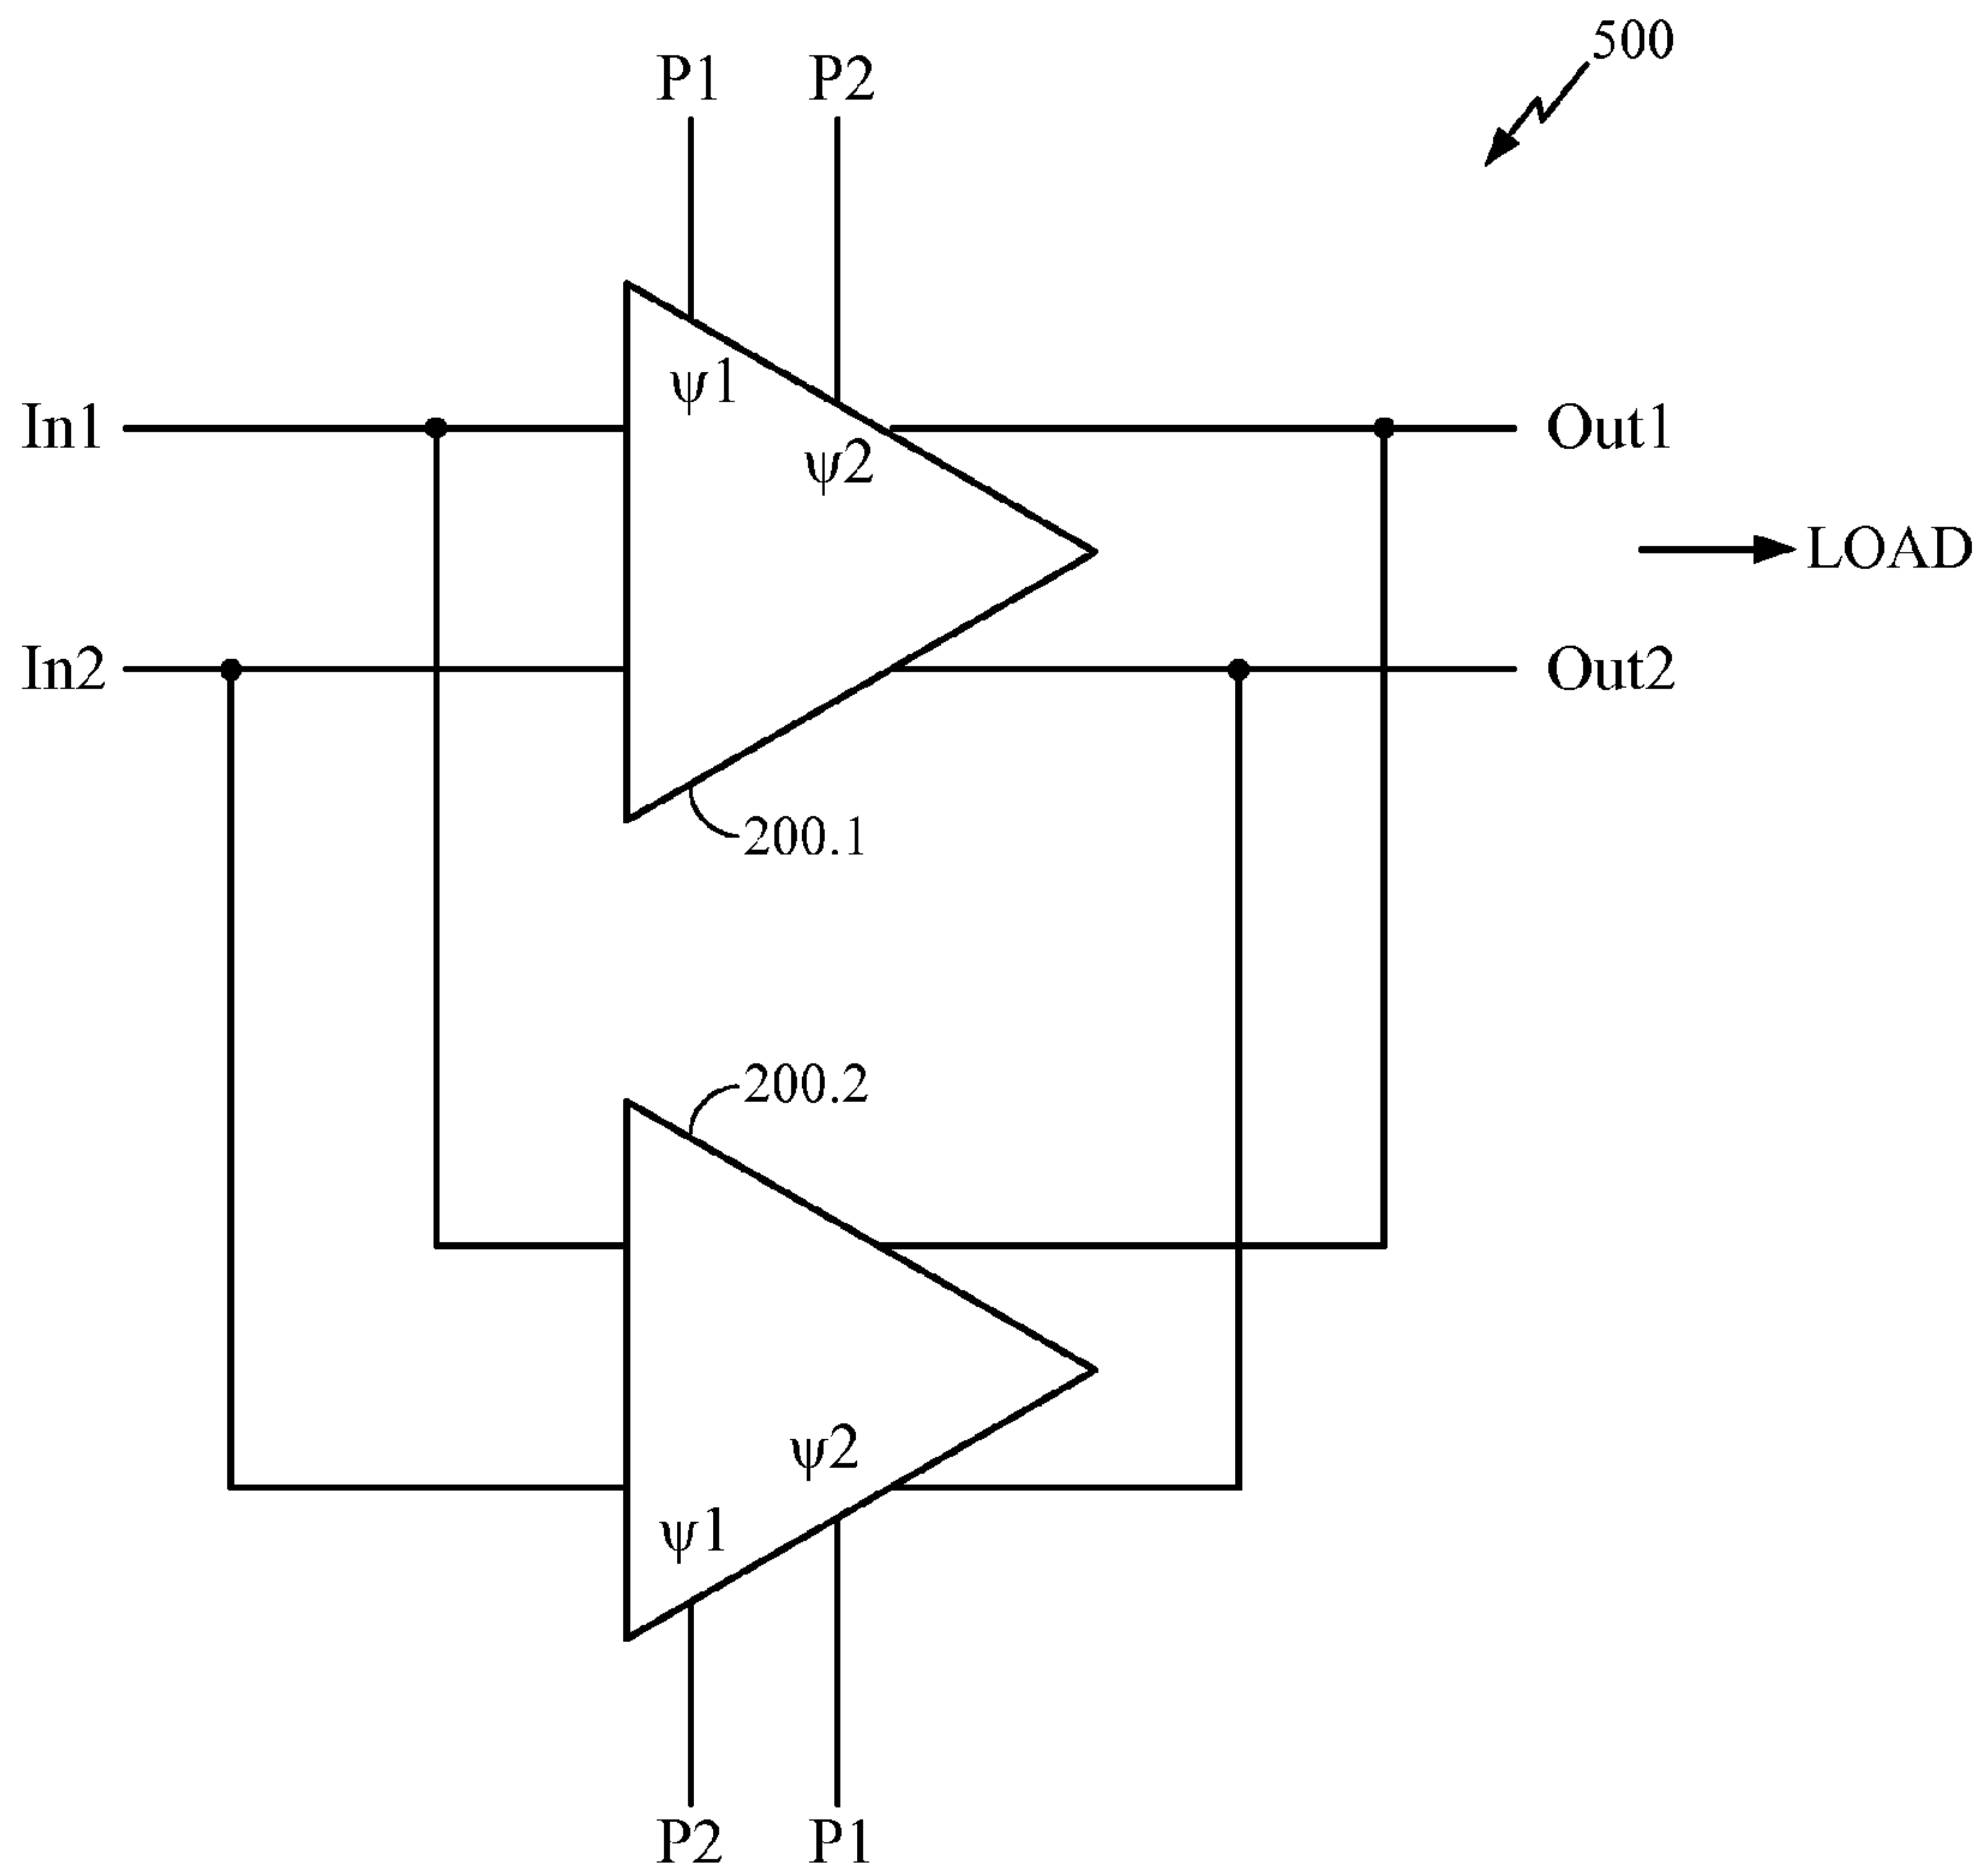 500
P1 P2
ψ1
In1
Out1
ψ2
LOAD
In2
Out2
200.1
200.2
ψ2
ψ1
P2 P1